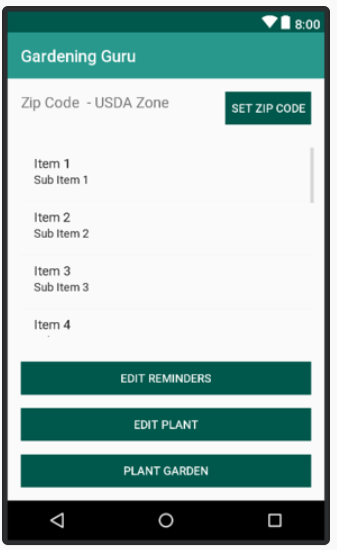 8:00
Gardening Guru
Zip Code - USDA Zone
SET ZIP CODE
Item 1
Sub Item 1
Item 2
Sub Item 2
Item 3
Sub Item 3
Item 4
EDIT REMINDERS
EDIT PLANT
PLANT GARDEN